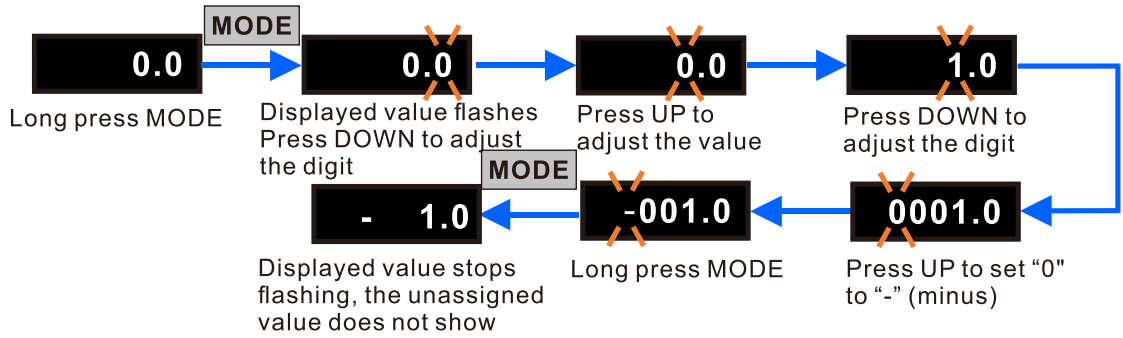 MODE
0.0
0.0
0.0
1.0
Long press MODE
Displayed value flashes
Press DOWN to adjust
the digit
Press UP to
adjust the value
Press DOWN to
adjust the digit
0001.0
Press UP to set “0"
to “-” (minus)
-001.0
Long press MODE
MODE
- 1.0
Displayed value stops
flashing, the unassigned
value does not show